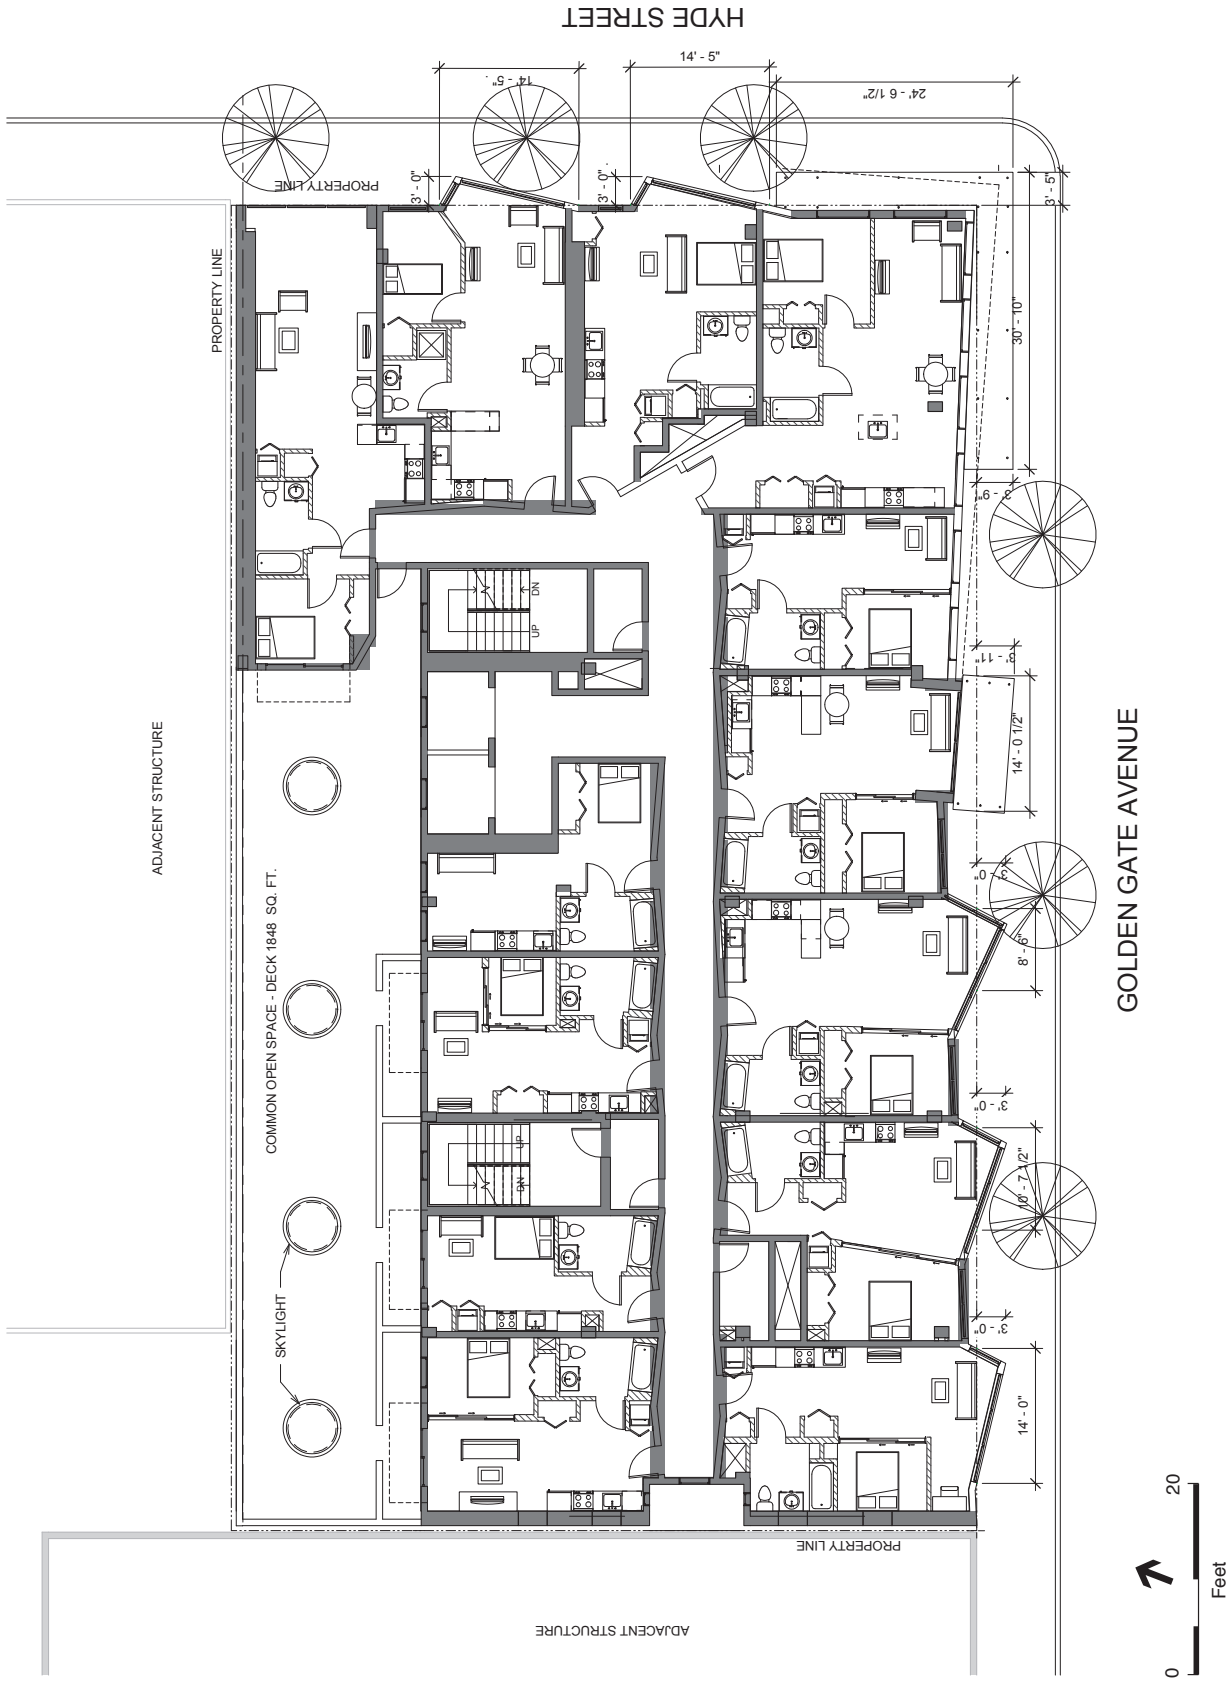 HYDE STREET
14' - 5"
14' - 5"
24' - 6 1/2"
PROPERTY LINE
3' - 0"
3' - 0"
3' - 5"
PROPERTY LINE
30' - 10"
3' - 9"
DN
UP
3' - 11"
14' - 0 1/2"
ADJACENT STRUCTURE
GOLDEN GATE AVENUE
COMMON OPEN SPACE - DECK 1848 SQ. FT.
3' - 0"
8' - 6"
3' - 0"
UP
DN
10' - 7 1/2"
SKYLIGHT
3' - 0"
14' - 0"
PROPERTY LINE
ADJACENT STRUCTURE
0
20
Feet